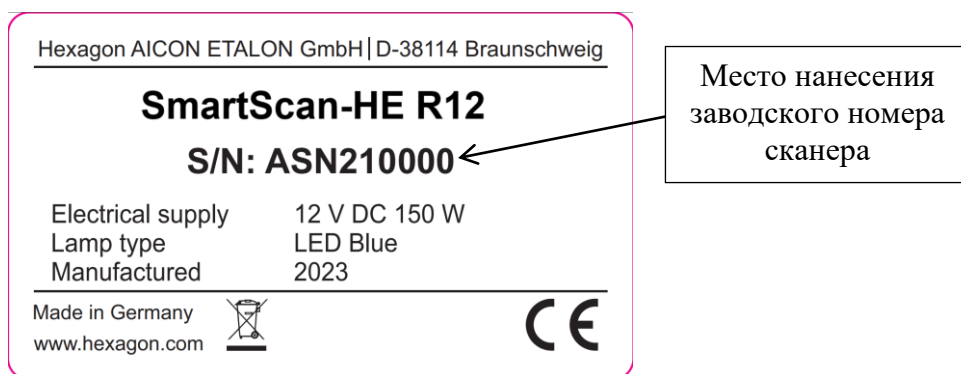 Hexagon AICON ETALON GmbH|D-38114 Braunschweig
SmartScan-HE R12
S/N: ASN210000
Electrical supply 12 V DC 150 W
Lamp type LED Blue
Manufactured 2023
Made in Germany
www.hexagon.com
CE
Место нанесения
заводского номера
сканера